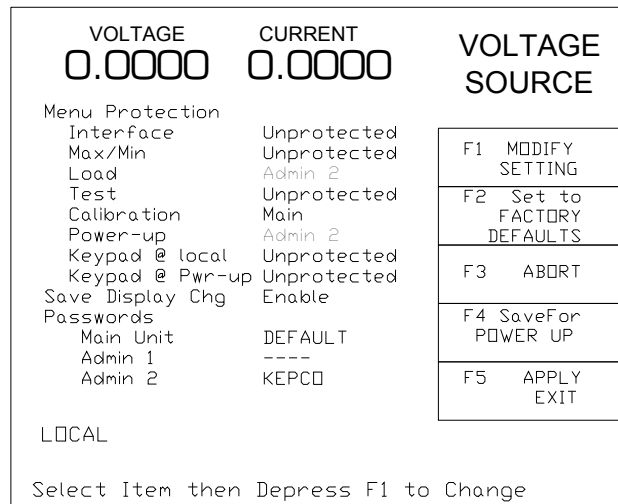 VOLTAGE CURRENT
0.0000 0.0000
VOLTAGE
SOURCE
Menu Protection
Interface Unprotected
Max/Min Unprotected
Load Admin 2
Test Unprotected
Calibration Main
Power-up Admin 2
Keypad @ local Unprotected
Keypad @ Pwr-up Unprotected
Save Display Chg Enable
Passwords
Main Unit DEFAULT
Admin 1 ----
Admin 2 KEPCO
F1 MODIFY
SETTING
F2 Set to
FACTORY
DEFAULTS
F3 ABORT
F4 SaveFor
POWER UP
F5 APPLY
EXIT
LOCAL
Select Item then Depress F1 to Change